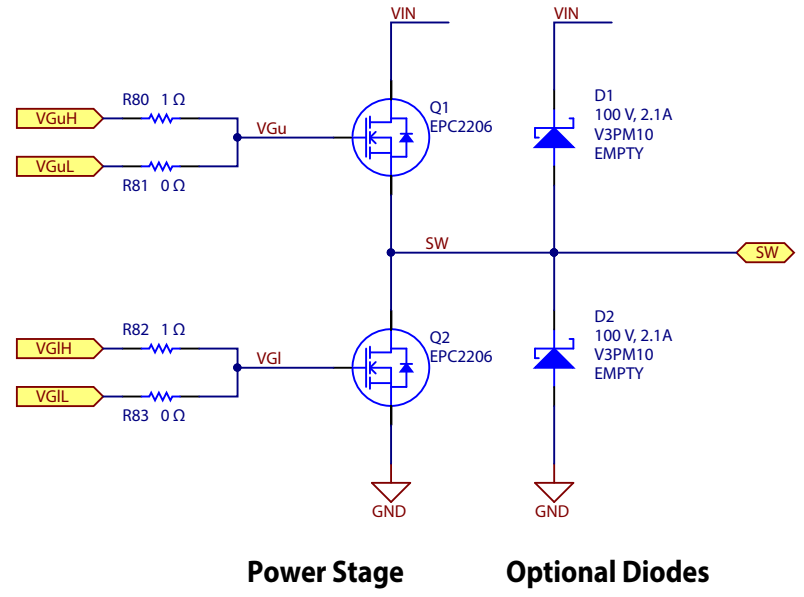 VIN
VIN
R80 1 Ω
VGuH
VGu
Q1
EPC2206
VGuL
R81 0 Ω
D1
100 V, 2.1A
V3PM10
EMPTY
SW
SW
R82 1 Ω
VGlH
VGl
Q2
EPC2206
VGlL
R83 0 Ω
D2
100 V, 2.1A
V3PM10
EMPTY
GND
GND
Power Stage
Optional Diodes